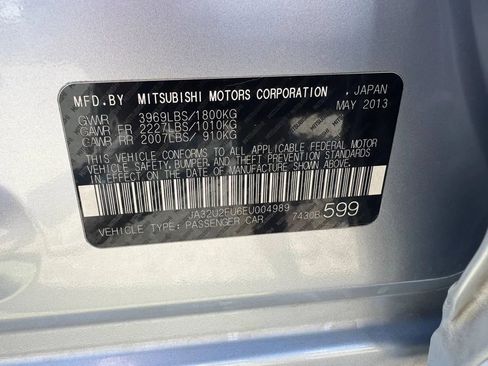 MFD.BY MITSUBISHI MOTORS CORPORATION , JAPAN
GVWR 3969LBS/1800KG MAY 2013
GAWR FR 2227LBS/1010KG
GAWR RR 2007LBS/ 910KG
THIS VEHICLE CONFORMS TO ALL APPLICABLE FEDERAL MOTOR
VEHICLE SAFETY,BUMPER,AND THEFT PREVENTION STANDARDS
IN EFFECT ON THE DATE OF MANUFACTURE SHOWN ABOVE.
JA32U2FU6EU004989 7430B 599
VEHICLE TYPE: PASSENGER CAR